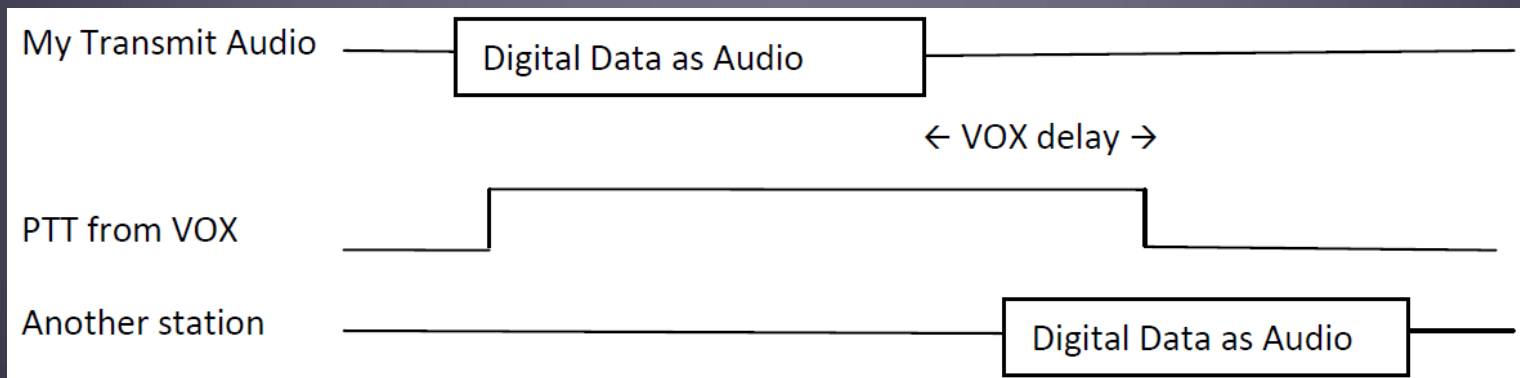 My Transmit Audio
Digital Data as Audio
← VOX delay →
PTT from VOX
Another station
Digital Data as Audio